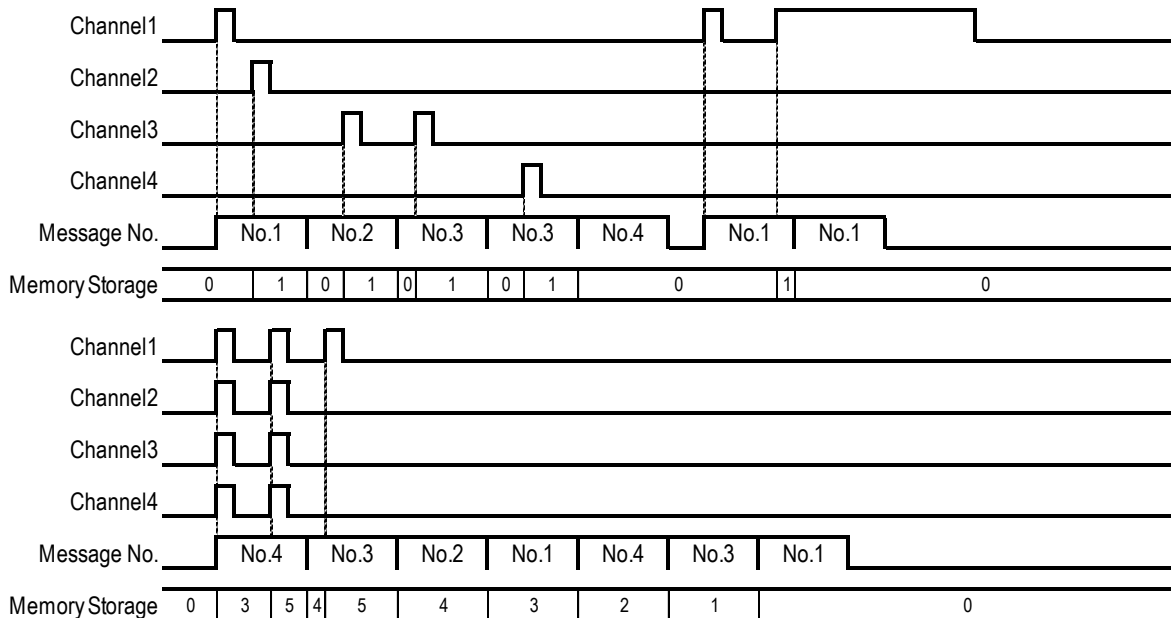 Channel1
Channel2
Channel3
Channel4
Message No. No.1 No.2 No.3 No.3 No.4 No.1 No.1
Memory Storage 0 1 0 1 0 1 0 1 0 1 0
Channel1
Channel2
Channel3
Channel4
Message No. No.4 No.3 No.2 No.1 No.4 No.3 No.1
Memory Storage 0 3 5 4 5 4 3 2 1 0